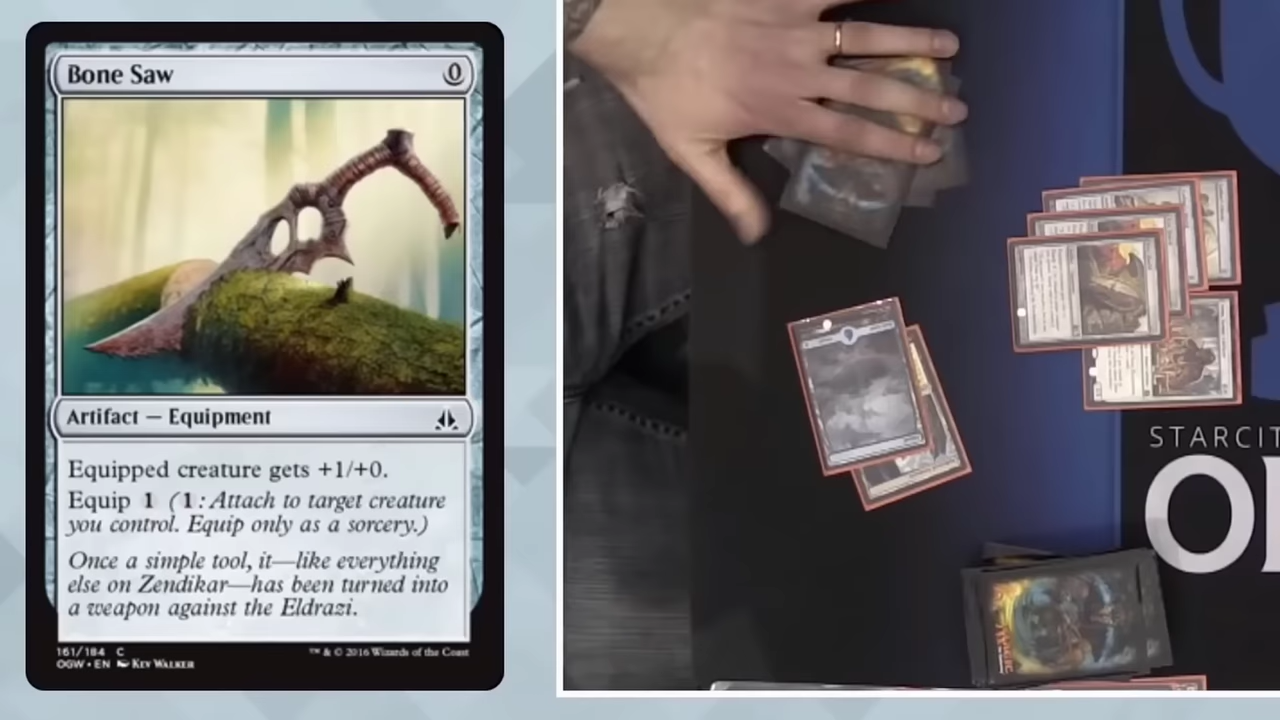 Bone Saw
0
Artifact — Equipment
Equipped creature gets +1/+0.
Equip 1 (1: Attach to target creature
you control. Equip only as a sorcery.)
Once a simple tool, it—like everything
else on Zendikar—has been turned into
a weapon against the Eldrazi.
161/184 C
OGW • EN Kev Walker
™ & © 2016 Wizards of the Coast
STARCIT
O
MAGIC